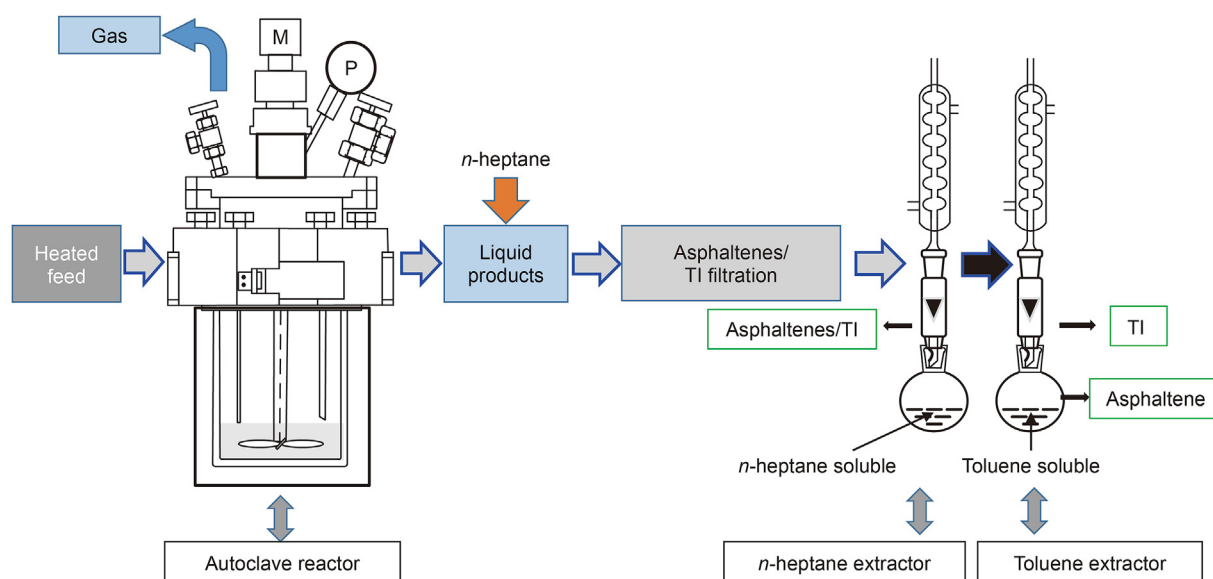 Gas
M
P
n-heptane
Heated
feed
Liquid
products
Asphaltenes/
TI filtration
Asphaltenes/TI
TI
Asphaltene
n-heptane soluble
Toluene soluble
Autoclave reactor
n-heptane extractor
Toluene extractor